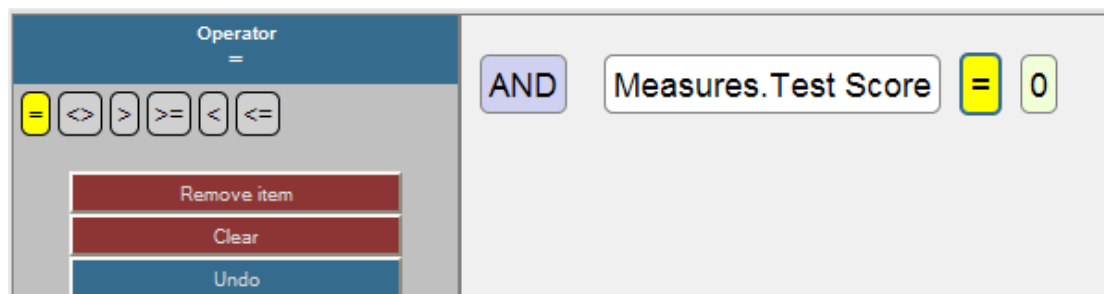 Operator
=
= <> > >= < <=
Remove item
Clear
Undo
AND Measures.Test Score = 0